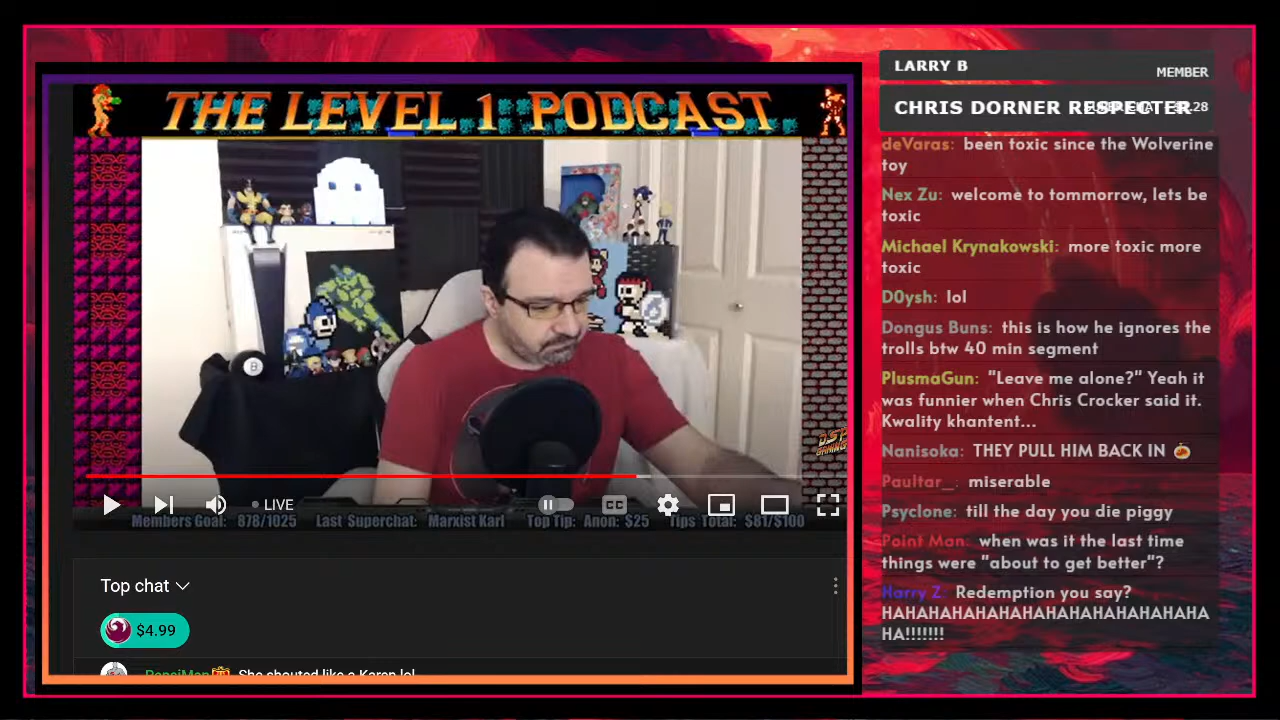 THE LEVEL 1 PODCAST
LIVE
CC
Members Goal: 878/1025 Last Superchat: Marxist Karl Top Tip: Anon: $25 Tips Total: $81/$100
Top chat
$4.99
She shouted like a Karen lol
LARRY B
MEMBER
CHRIS DORNER RESPECTER
deVaras: been toxic since the Wolverine
toy
Nex Zu: welcome to tommorrow, lets be
toxic
Michael Krynakowski: more toxic more
toxic
D0ysh: lol
Dongus Buns: this is how he ignores the
trolls btw 40 min segment
PlusmaGun: "Leave me alone?" Yeah it
was funnier when Chris Crocker said it.
Kwality khantent...
Nanisoka: THEY PULL HIM BACK IN
Paultar_: miserable
Psyclone: till the day you die piggy
Point Man: when was it the last time
things were "about to get better"?
Harry Z: Redemption you say?
HAHAHAHAHAHAHAHAHAHAHAHAHAHA
HA!!!!!!!